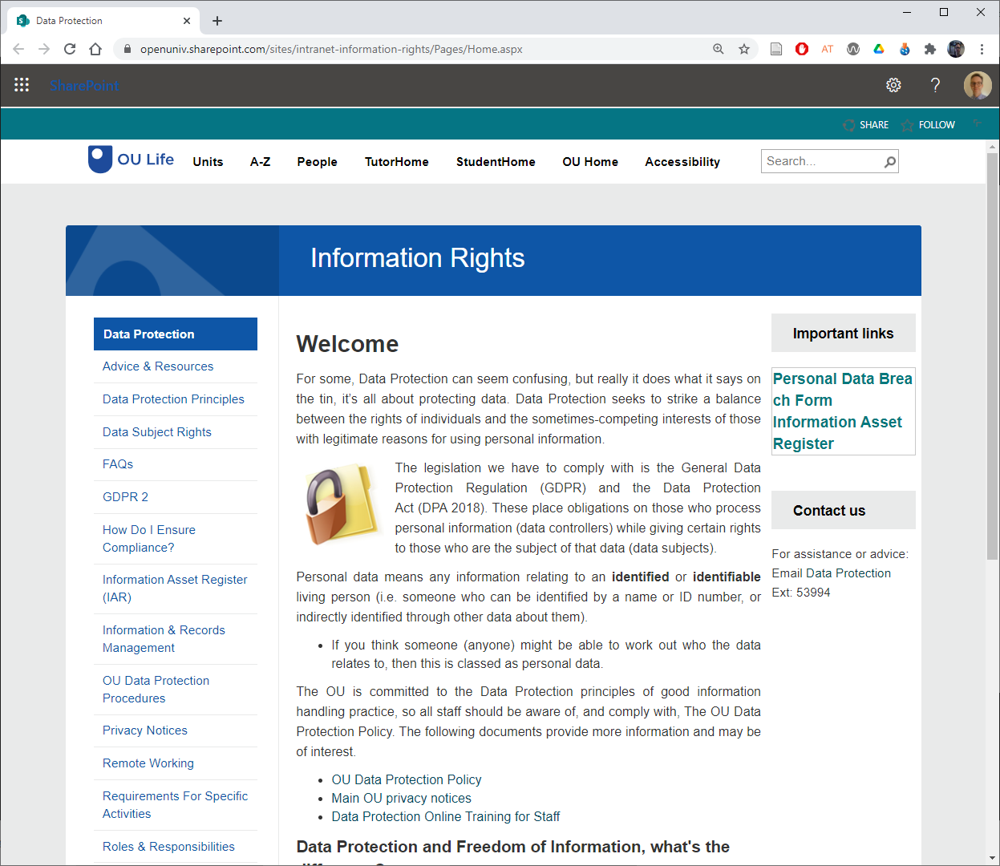 Data Protection
openuniv.sharepoint.com/sites/intranet-information-rights/Pages/Home.aspx
AT
SharePoint
?
SHARE
FOLLOW
OU Life
Units
A-Z
People
TutorHome
StudentHome
OU Home
Accessibility
Search...
Information Rights
Data Protection
Advice & Resources
Data Protection Principles
Data Subject Rights
FAQs
GDPR 2
How Do I Ensure
Compliance?
Information Asset Register
(IAR)
Information & Records
Management
OU Data Protection
Procedures
Privacy Notices
Remote Working
Requirements For Specific
Activities
Roles & Responsibilities
Welcome
For some, Data Protection can seem confusing, but really it does what it says on
the tin, it's all about protecting data. Data Protection seeks to strike a balance
between the rights of individuals and the sometimes-competing interests of those
with legitimate reasons for using personal information.
The legislation we have to comply with is the General Data
Protection Regulation (GDPR) and the Data Protection
Act (DPA 2018). These place obligations on those who process
personal information (data controllers) while giving certain rights
to those who are the subject of that data (data subjects).
Personal data means any information relating to an identified or identifiable
living person (i.e. someone who can be identified by a name or ID number, or
indirectly identified through other data about them).
• If you think someone (anyone) might be able to work out who the data
relates to, then this is classed as personal data.
The OU is committed to the Data Protection principles of good information
handling practice, so all staff should be aware of, and comply with, The OU Data
Protection Policy. The following documents provide more information and may be
of interest.
• OU Data Protection Policy
• Main OU privacy notices
• Data Protection Online Training for Staff
Data Protection and Freedom of Information, what's the
Important links
Personal Data Brea
ch Form
Information Asset
Register
Contact us
For assistance or advice:
Email Data Protection
Ext: 53994